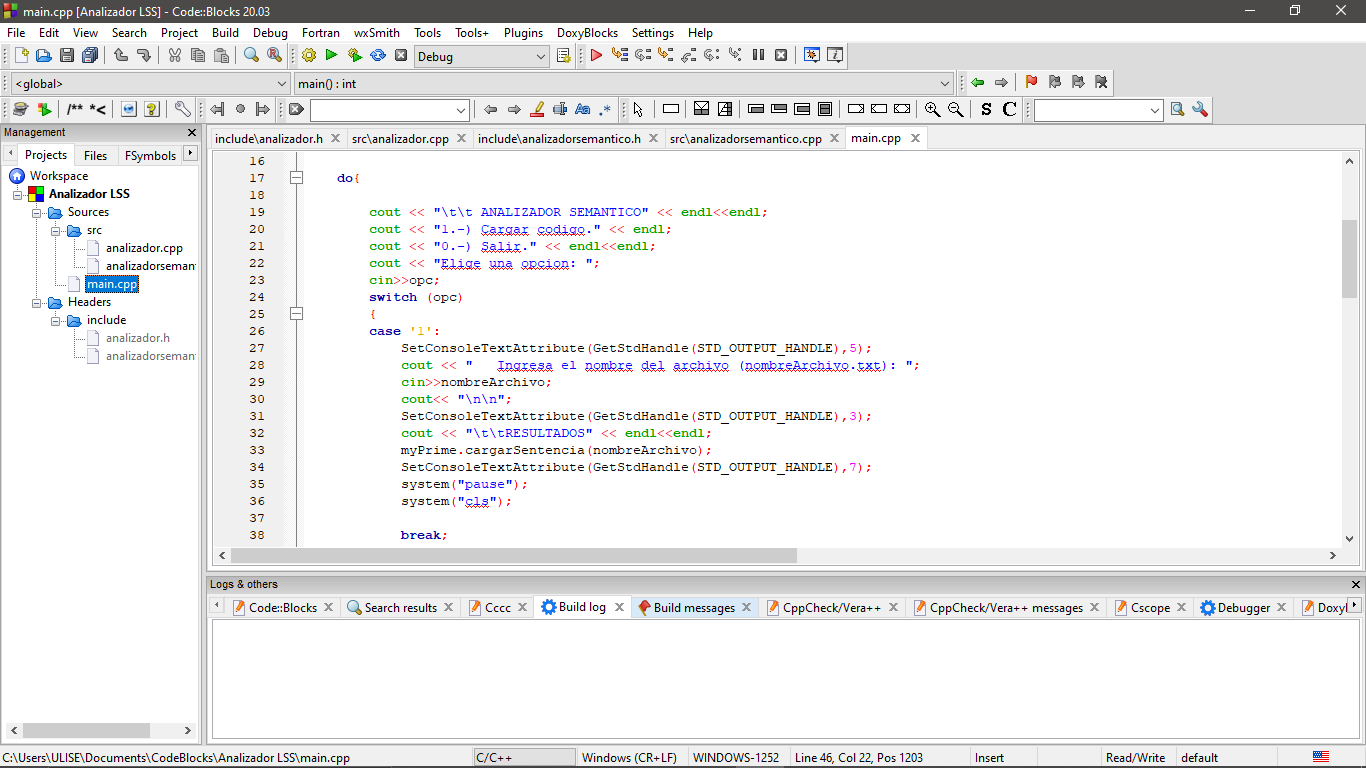 main.cpp [Analizador LSS] - Code::Blocks 20.03
File Edit View Search Project Build Debug Fortran wxSmith Tools Tools+ Plugins DoxyBlocks Settings Help
Debug
<global> main() : int
/** *< Aa .* S C
Management
Projects Files FSymbols
Workspace
Analizador LSS
Sources
src
analizador.cpp
analizadorseman
main.cpp
Headers
include
analizador.h
analizadorseman
include\analizador.h src\analizador.cpp include\analizadorsemantico.h src\analizadorsemantico.cpp main.cpp
16
17 do{
18
19 cout << "\t\t ANALIZADOR SEMANTICO" << endl<<endl;
20 cout << "1.-) Cargar codigo." << endl;
21 cout << "0.-) Salir." << endl<<endl;
22 cout << "Elige una opcion: ";
23 cin>>opc;
24 switch (opc)
25 {
26 case '1':
27 SetConsoleTextAttribute(GetStdHandle(STD_OUTPUT_HANDLE),5);
28 cout << "   Ingresa el nombre del archivo (nombreArchivo.txt): ";
29 cin>>nombreArchivo;
30 cout<< "\n\n";
31 SetConsoleTextAttribute(GetStdHandle(STD_OUTPUT_HANDLE),3);
32 cout << "\t\tRESULTADOS" << endl<<endl;
33 myPrime.cargarSentencia(nombreArchivo);
34 SetConsoleTextAttribute(GetStdHandle(STD_OUTPUT_HANDLE),7);
35 system("pause");
36 system("cls");
37
38 break;
Logs & others
Code::Blocks Search results Cccc Build log Build messages CppCheck/Vera++ CppCheck/Vera++ messages Cscope Debugger Doxyl
C:\Users\ULISE\Documents\CodeBlocks\Analizador LSS\main.cpp C/C++ Windows (CR+LF) WINDOWS-1252 Line 46, Col 22, Pos 1203 Insert Read/Write default